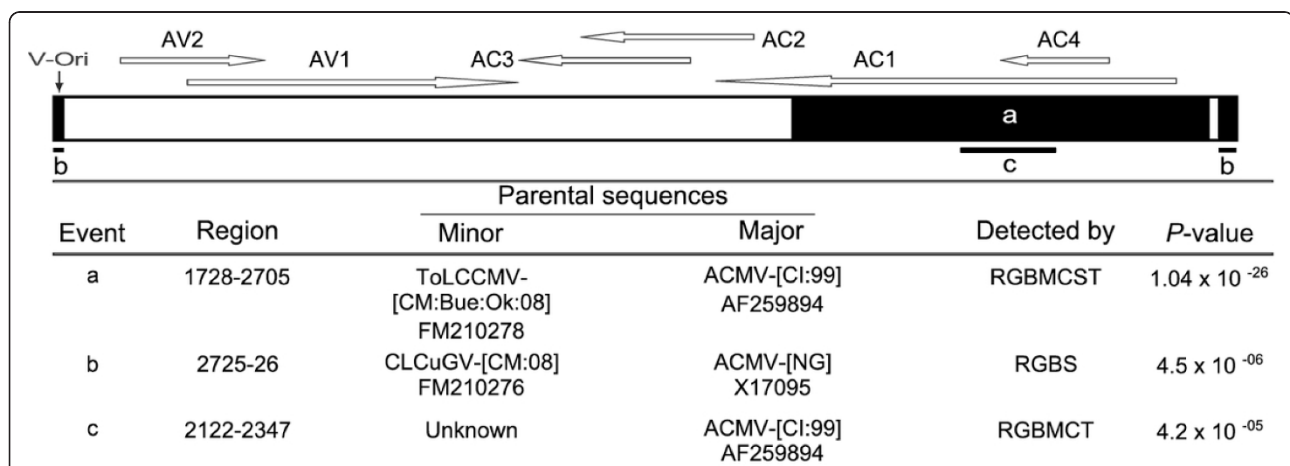 AV2
AC2
AC4
V-Ori
AV1
AC3
AC1
a
b
c
b
Parental sequences
Event Region Minor Major Detected by P-value
a 1728-2705 ToLCCMV- ACMV-[CI:99] RGBMCST 1.04 x 10 -26
[CM:Bue:Ok:08] AF259894
FM210278
b 2725-26 CLCuGV-[CM:08] ACMV-[NG] RGBS 4.5 x 10 -06
FM210276 X17095
c 2122-2347 Unknown ACMV-[CI:99] RGBMCT 4.2 x 10 -05
AF259894